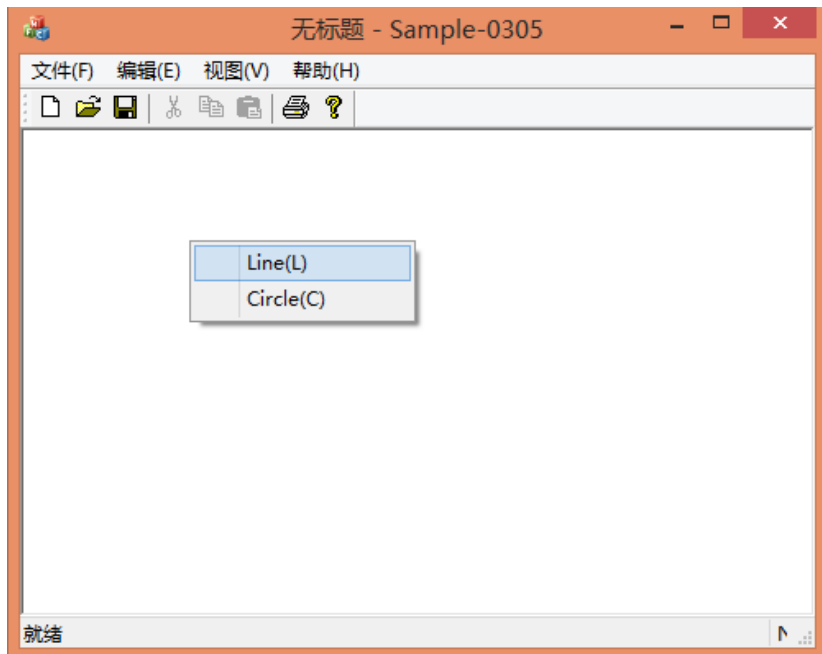 无标题 - Sample-0305
文件(F) 编辑(E) 视图(V) 帮助(H)
Line(L)
Circle(C)
就绪